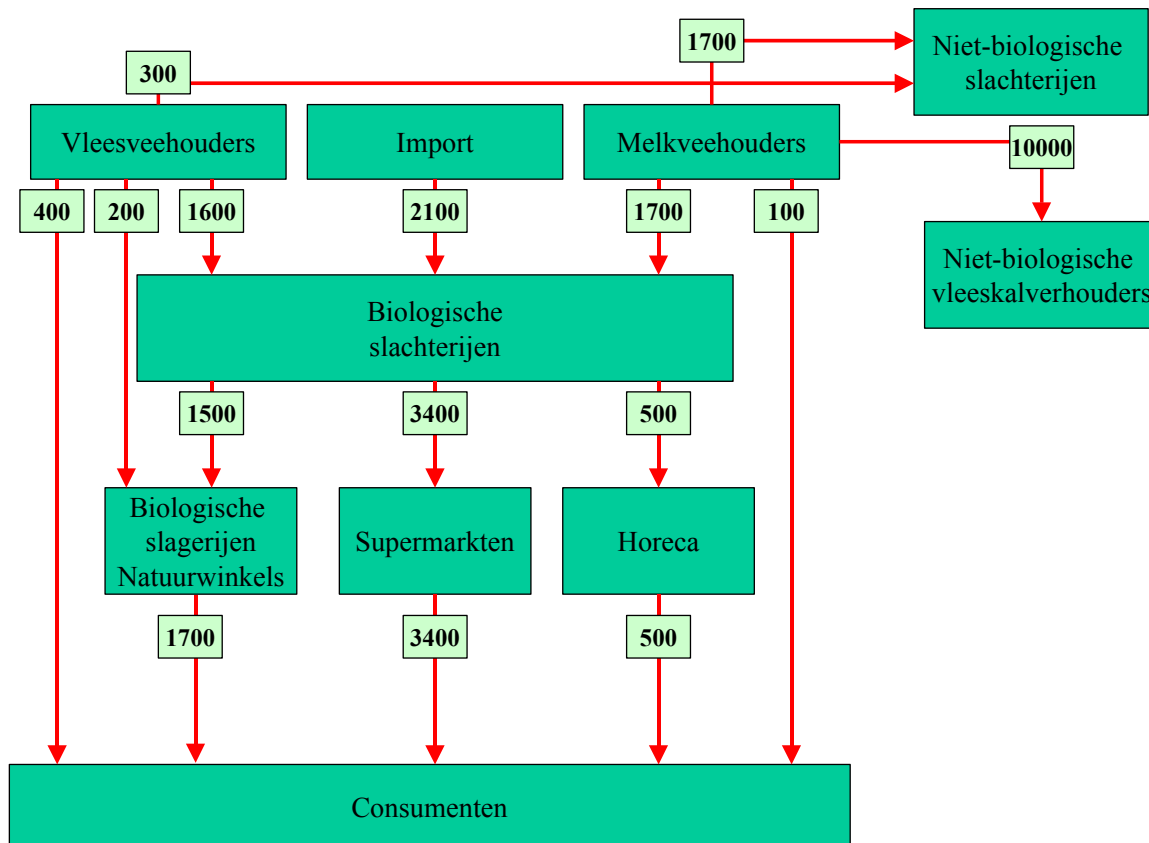 1700
Niet-biologische
slachterijen
300
Vleesveehouders
Import
Melkveehouders
10000
400
200
1600
2100
1700
100
Niet-biologische
vleeskalverhouders
Biologische
slachterijen
1500
3400
500
Biologische
slagerijen
Natuurwinkels
Supermarkten
Horeca
1700
3400
500
Consumenten